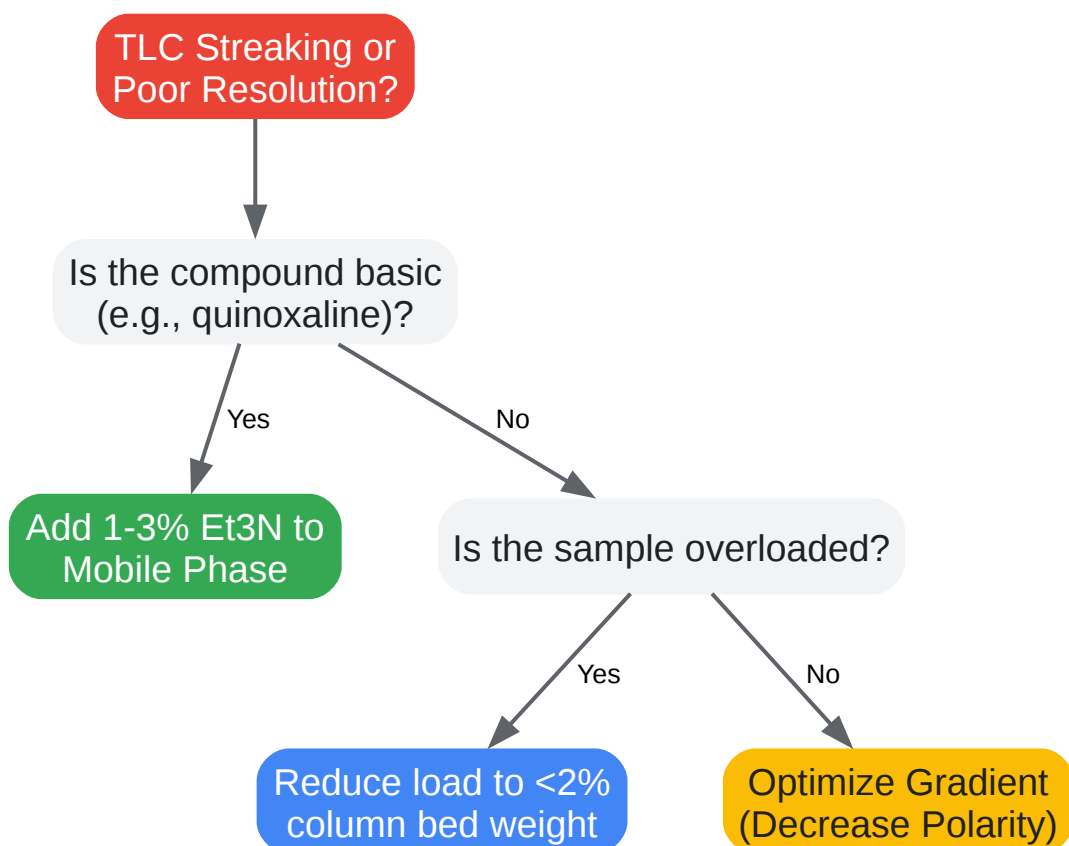 TLC Streaking or
Poor Resolution?
Is the compound basic
(e.g., quinoxaline)?
Yes
No
Add 1-3% Et3N to
Mobile Phase
Is the sample overloaded?
Yes
No
Reduce load to <2%
column bed weight
Optimize Gradient
(Decrease Polarity)